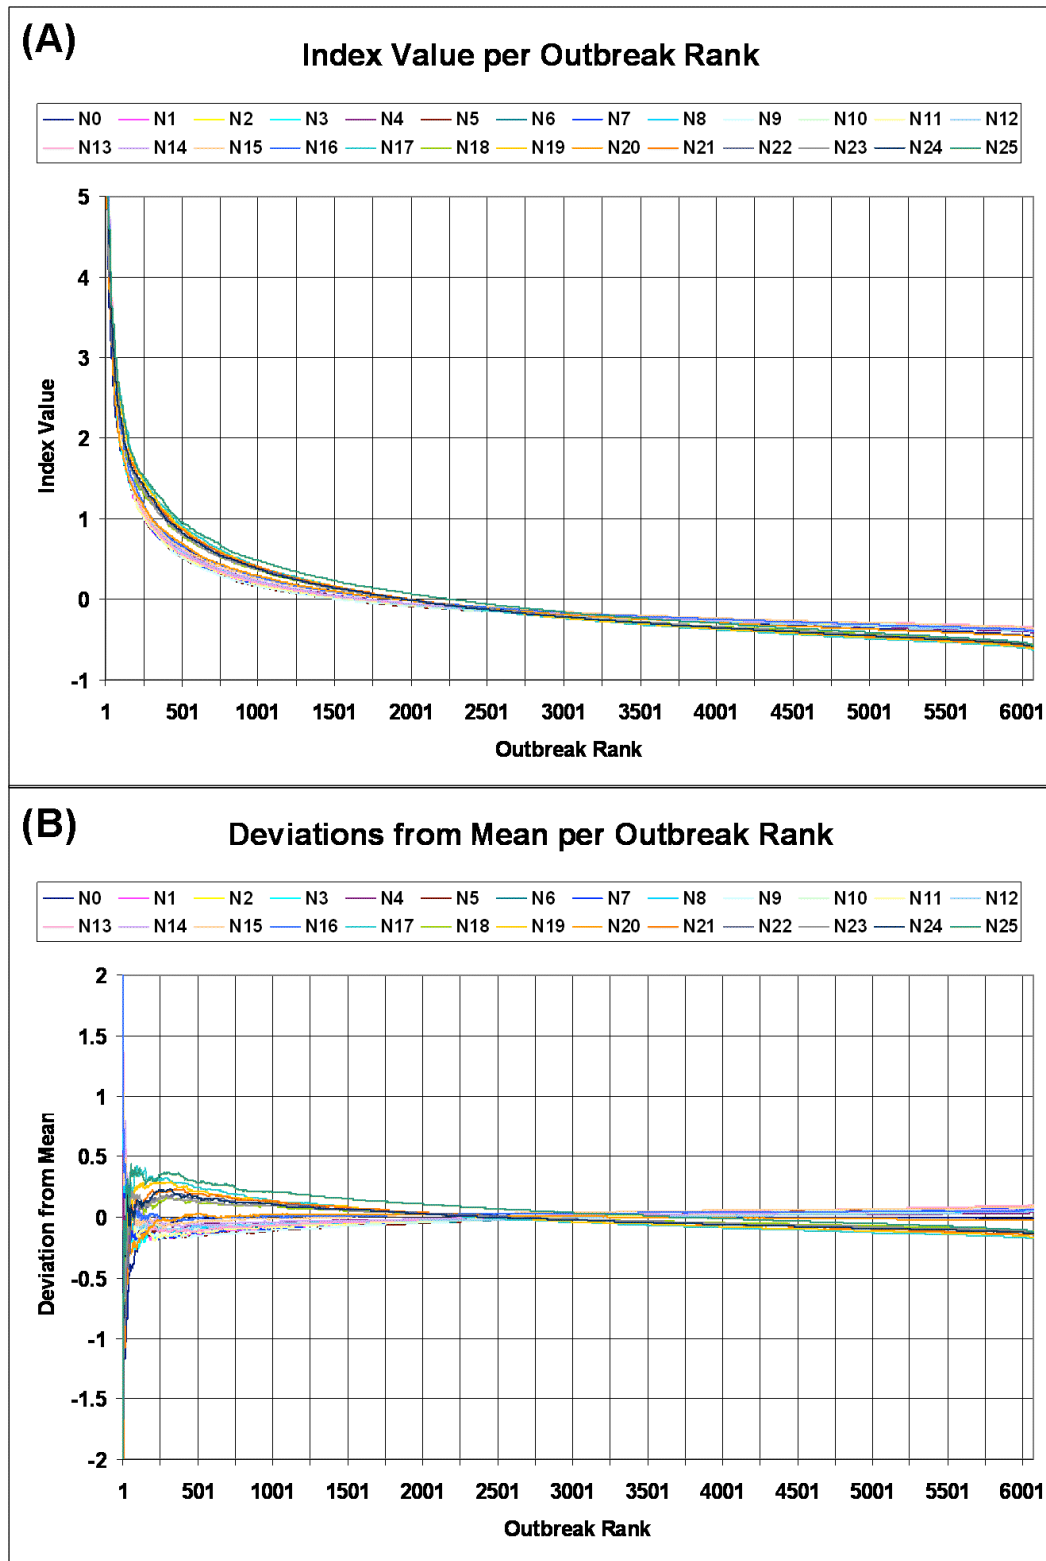 (A)
Index Value per Outbreak Rank
N0 N1 N2 N3 N4 N5 N6 N7 N8 N9 N10 N11 N12
N13 N14 N15 N16 N17 N18 N19 N20 N21 N22 N23 N24 N25
5
4
3
2
1
0
-1
Index Value
1 501 1001 1501 2001 2501 3001 3501 4001 4501 5001 5501 6001
Outbreak Rank
(B)
Deviations from Mean per Outbreak Rank
N0 N1 N2 N3 N4 N5 N6 N7 N8 N9 N10 N11 N12
N13 N14 N15 N16 N17 N18 N19 N20 N21 N22 N23 N24 N25
2
1.5
1
0.5
0
-0.5
-1
-1.5
-2
Deviation from Mean
1 501 1001 1501 2001 2501 3001 3501 4001 4501 5001 5501 6001
Outbreak Rank